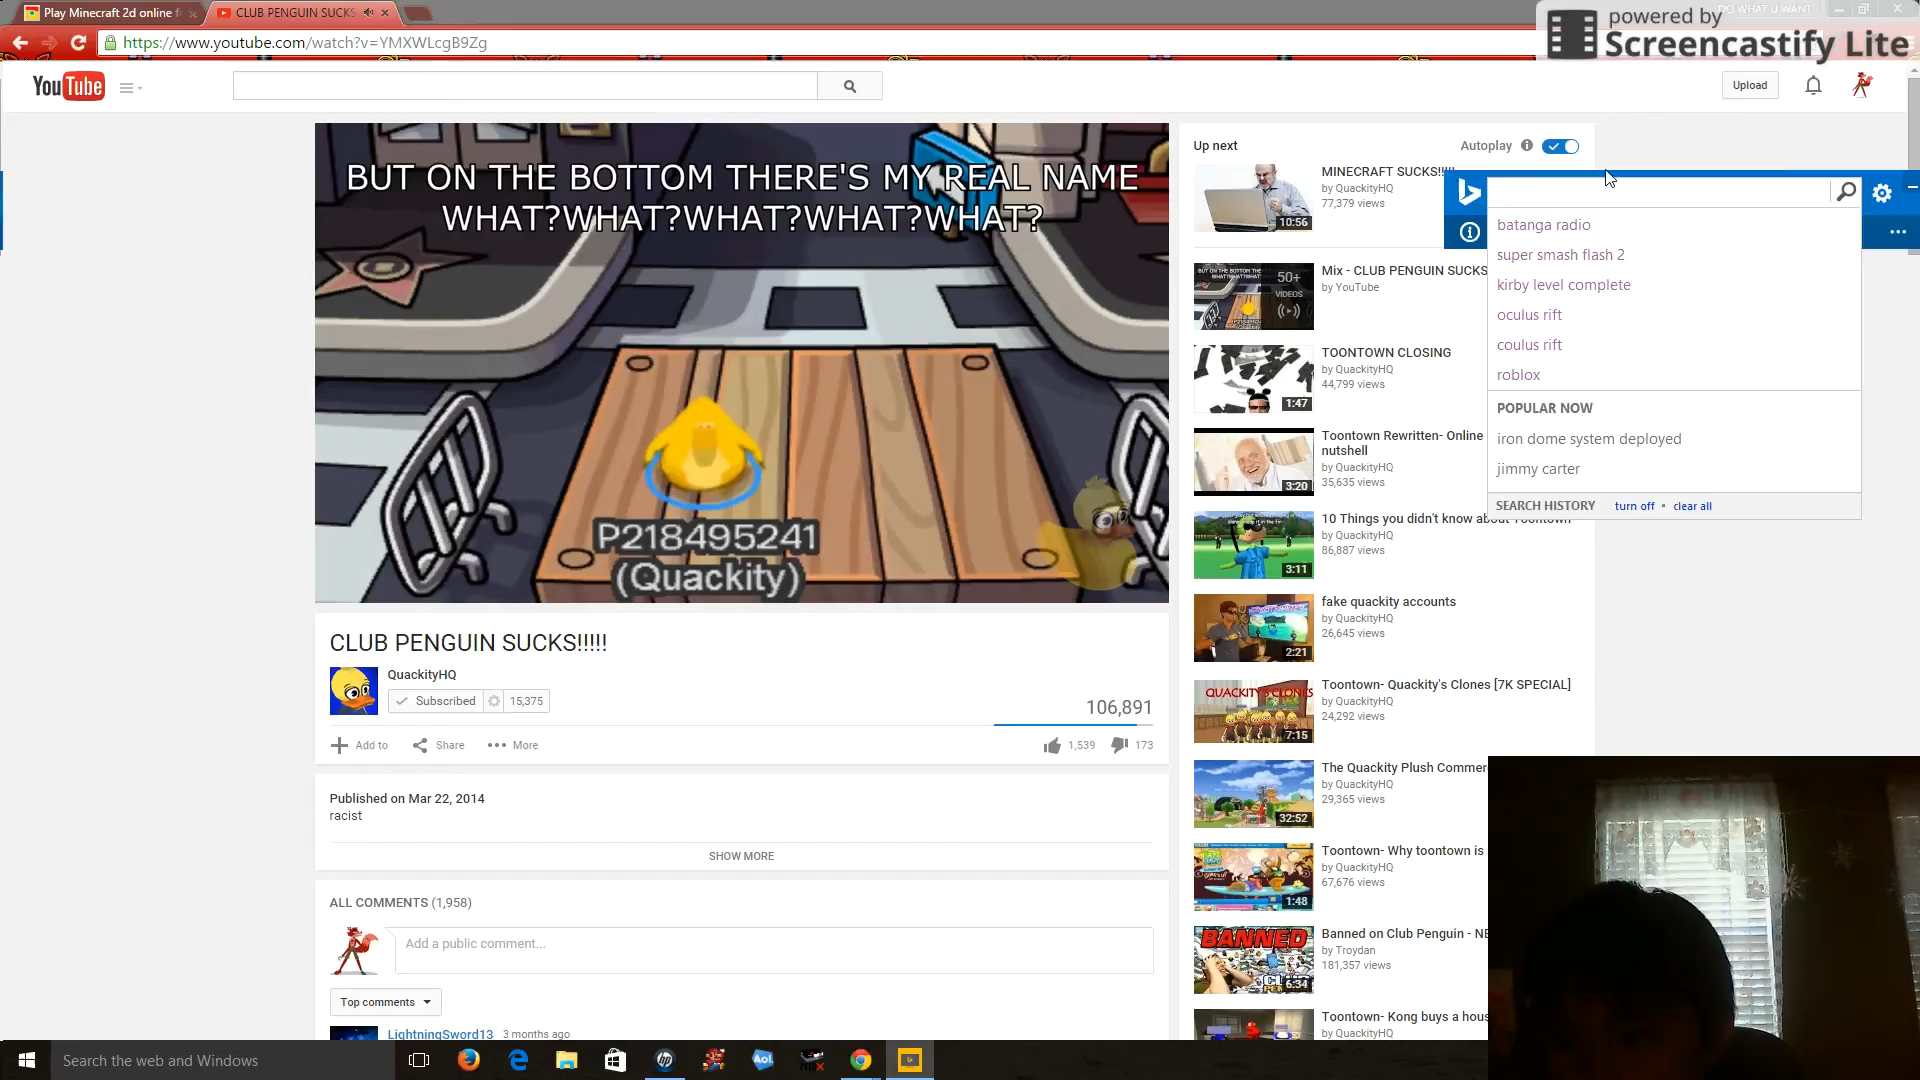 Play Minecraft 2d online f
CLUB PENGUIN SUCKS
DO WHAT U WANT
powered by
Screencastify Lite
https://www.youtube.com/watch?v=YMXWLcgB9Zg
YouTube
Upload
BUT ON THE BOTTOM THERE'S MY REAL NAME
WHAT?WHAT?WHAT?WHAT?WHAT?
P218495241
(Quackity)
CLUB PENGUIN SUCKS!!!!!
QuackityHQ
Subscribed
15,375
106,891
Add to
Share
More
1,539
173
Published on Mar 22, 2014
racist
SHOW MORE
ALL COMMENTS (1,958)
Add a public comment...
Top comments
LightningSword13 3 months ago
Up next
Autoplay
MINECRAFT SUCKS!!!!!
by QuackityHQ
77,379 views
10:56
Mix - CLUB PENGUIN SUCKS
by YouTube
50+
VIDEOS
TOONTOWN CLOSING
by QuackityHQ
44,799 views
1:47
Toontown Rewritten- Online
nutshell
by QuackityHQ
35,635 views
3:20
10 Things you didn't know about Toontown
by QuackityHQ
86,887 views
3:11
fake quackity accounts
by QuackityHQ
26,645 views
2:21
Toontown- Quackity's Clones [7K SPECIAL]
by QuackityHQ
24,292 views
QUACKITY'S CLONES
7:15
The Quackity Plush Commer
by QuackityHQ
29,365 views
32:52
Toontown- Why toontown is
by QuackityHQ
67,676 views
1:48
Banned on Club Penguin - NE
by Troydan
181,357 views
BANNED
6:34
Toontown- Kong buys a hous
by QuackityHQ
batanga radio
super smash flash 2
kirby level complete
oculus rift
coulus rift
roblox
POPULAR NOW
iron dome system deployed
jimmy carter
SEARCH HISTORY turn off • clear all
Search the web and Windows
hp
Aol